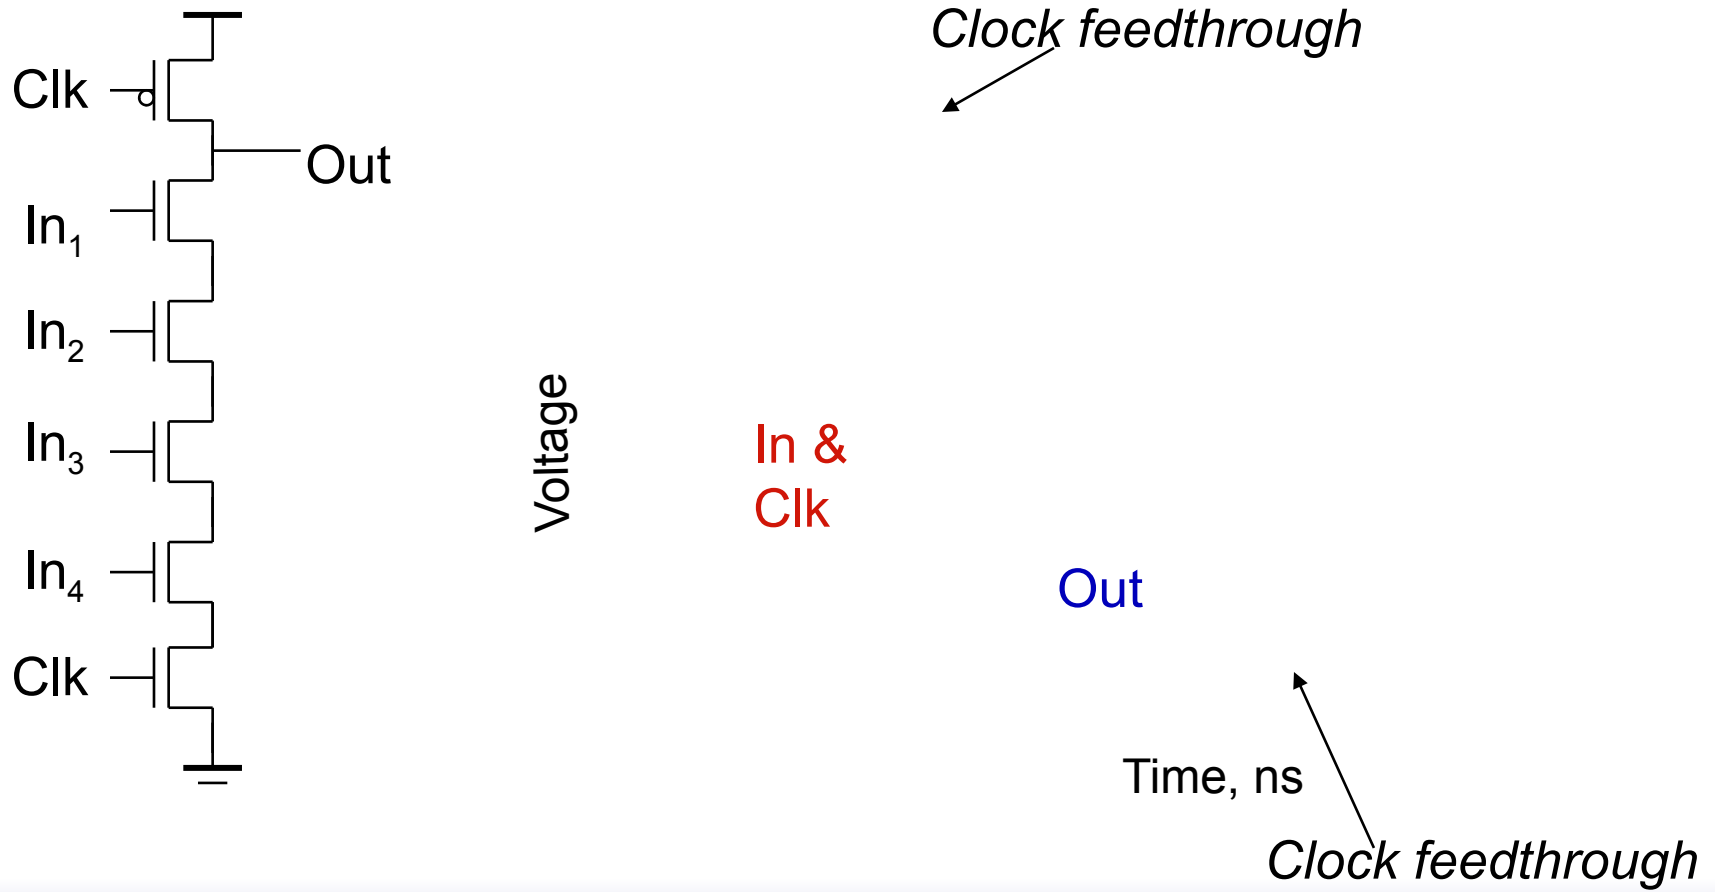 Clock feedthrough
Clk
Out
In₁
In₂
In₃
In₄
Clk
Voltage
In &
Clk
Out
Time, ns
Clock feedthrough